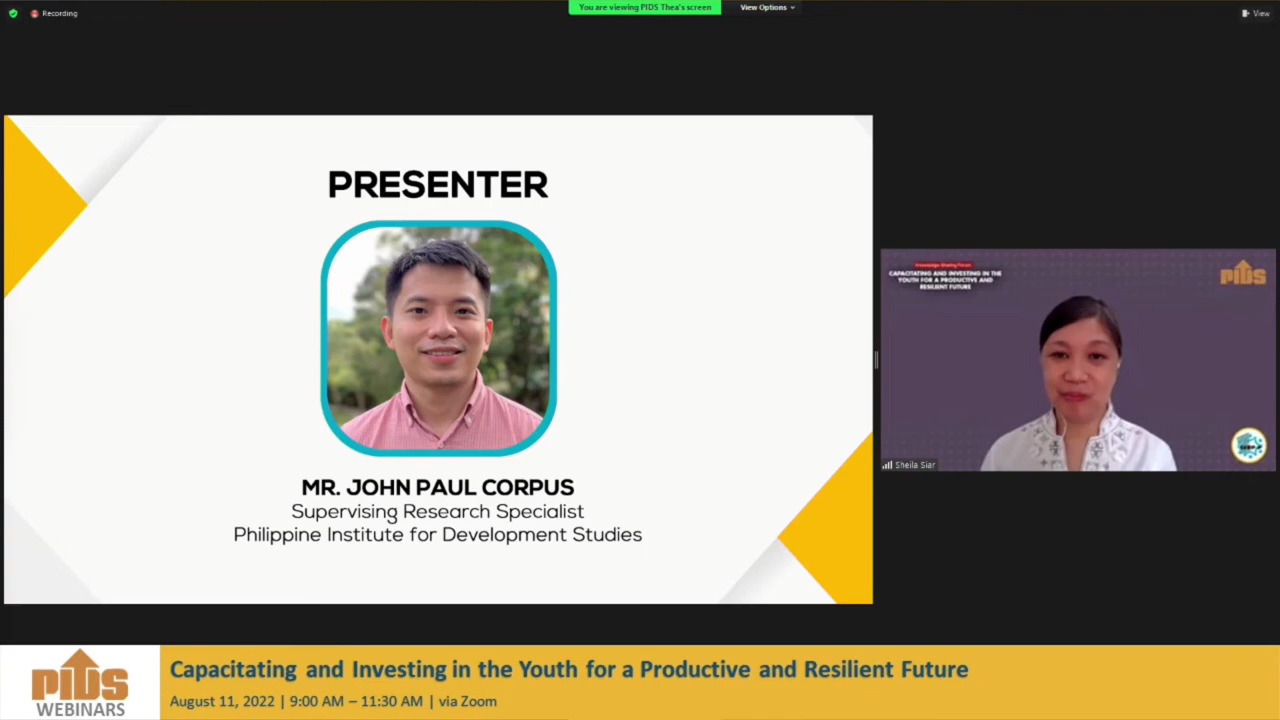 Recording
You are viewing PIDS Thea's screen
View Options
View
PRESENTER
MR. JOHN PAUL CORPUS
Supervising Research Specialist
Philippine Institute for Development Studies
Knowledge-Sharing Forum
CAPACITATING AND INVESTING IN THE
YOUTH FOR A PRODUCTIVE AND
RESILIENT FUTURE
PIDS
Sheila Siar
PIDS
WEBINARS
Capacitating and Investing in the Youth for a Productive and Resilient Future
August 11, 2022 | 9:00 AM – 11:30 AM | via Zoom